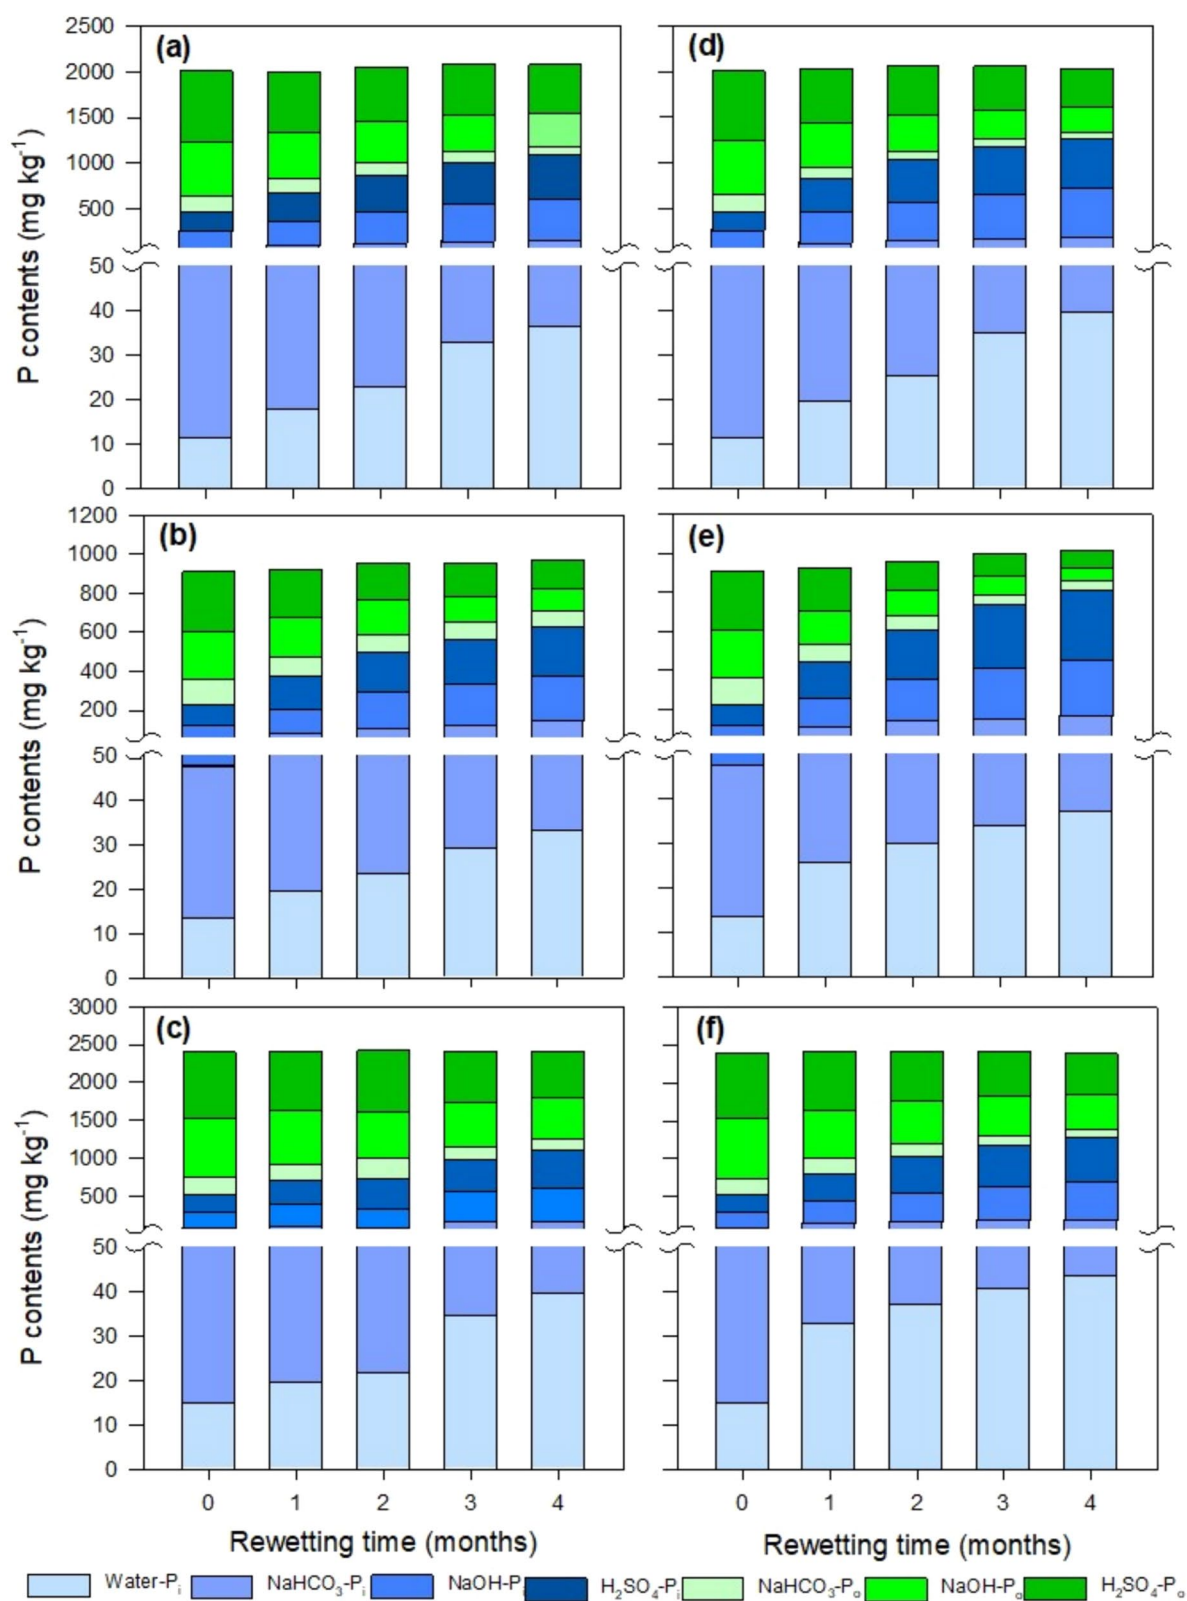 (a)
(d)
2500
2000
1500
1000
500
50
40
30
20
10
0
P contents (mg kg⁻¹)
(b)
(e)
1200
1000
800
600
400
200
50
40
30
20
10
0
P contents (mg kg⁻¹)
(c)
(f)
3000
2500
2000
1500
1000
500
50
40
30
20
10
0
P contents (mg kg⁻¹)
0 1 2 3 4 0 1 2 3 4
Rewetting time (months) Rewetting time (months)
Water-Pᵢ NaHCO₃-Pᵢ NaOH-Pᵢ H₂SO₄-Pᵢ NaHCO₃-Pₒ NaOH-Pₒ H₂SO₄-Pₒ